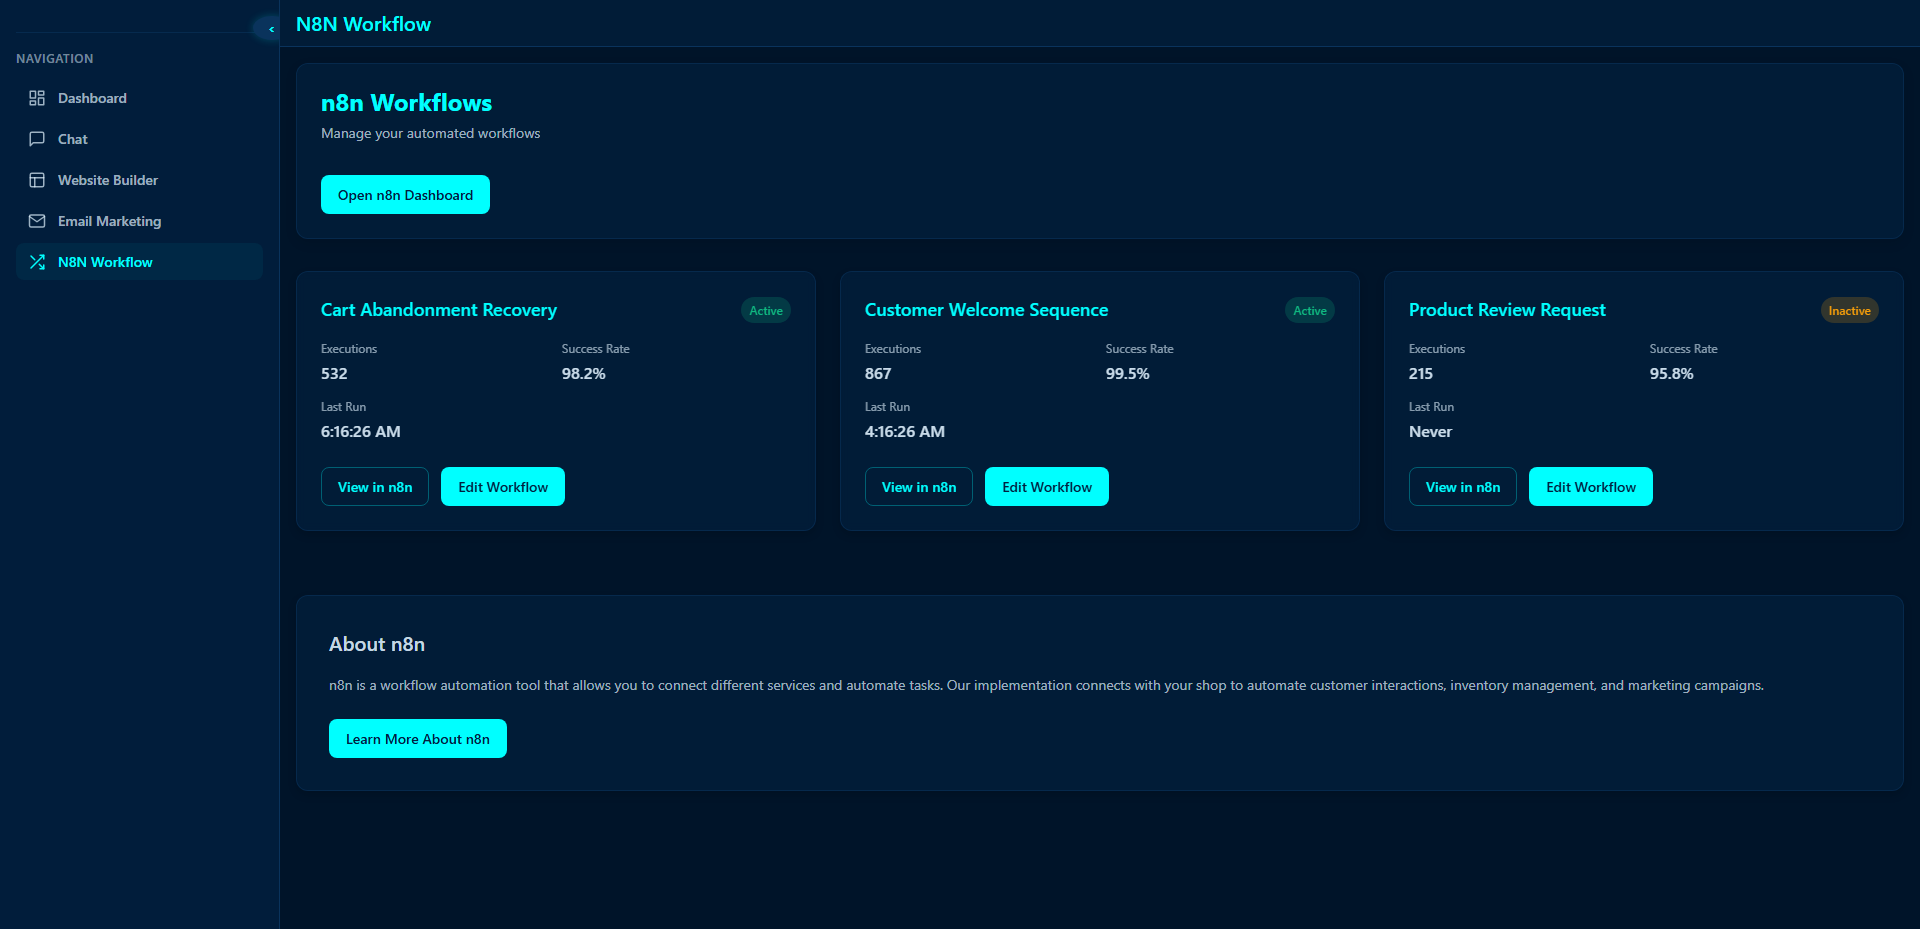 N8N Workflow
NAVIGATION
Dashboard
Chat
Website Builder
Email Marketing
N8N Workflow
n8n Workflows
Manage your automated workflows
Open n8n Dashboard
Cart Abandonment Recovery
Active
Executions
Success Rate
532
98.2%
Last Run
6:16:26 AM
View in n8n
Edit Workflow
Customer Welcome Sequence
Active
Executions
Success Rate
867
99.5%
Last Run
4:16:26 AM
View in n8n
Edit Workflow
Product Review Request
Inactive
Executions
Success Rate
215
95.8%
Last Run
Never
View in n8n
Edit Workflow
About n8n
n8n is a workflow automation tool that allows you to connect different services and automate tasks. Our implementation connects with your shop to automate customer interactions, inventory management, and marketing campaigns.
Learn More About n8n